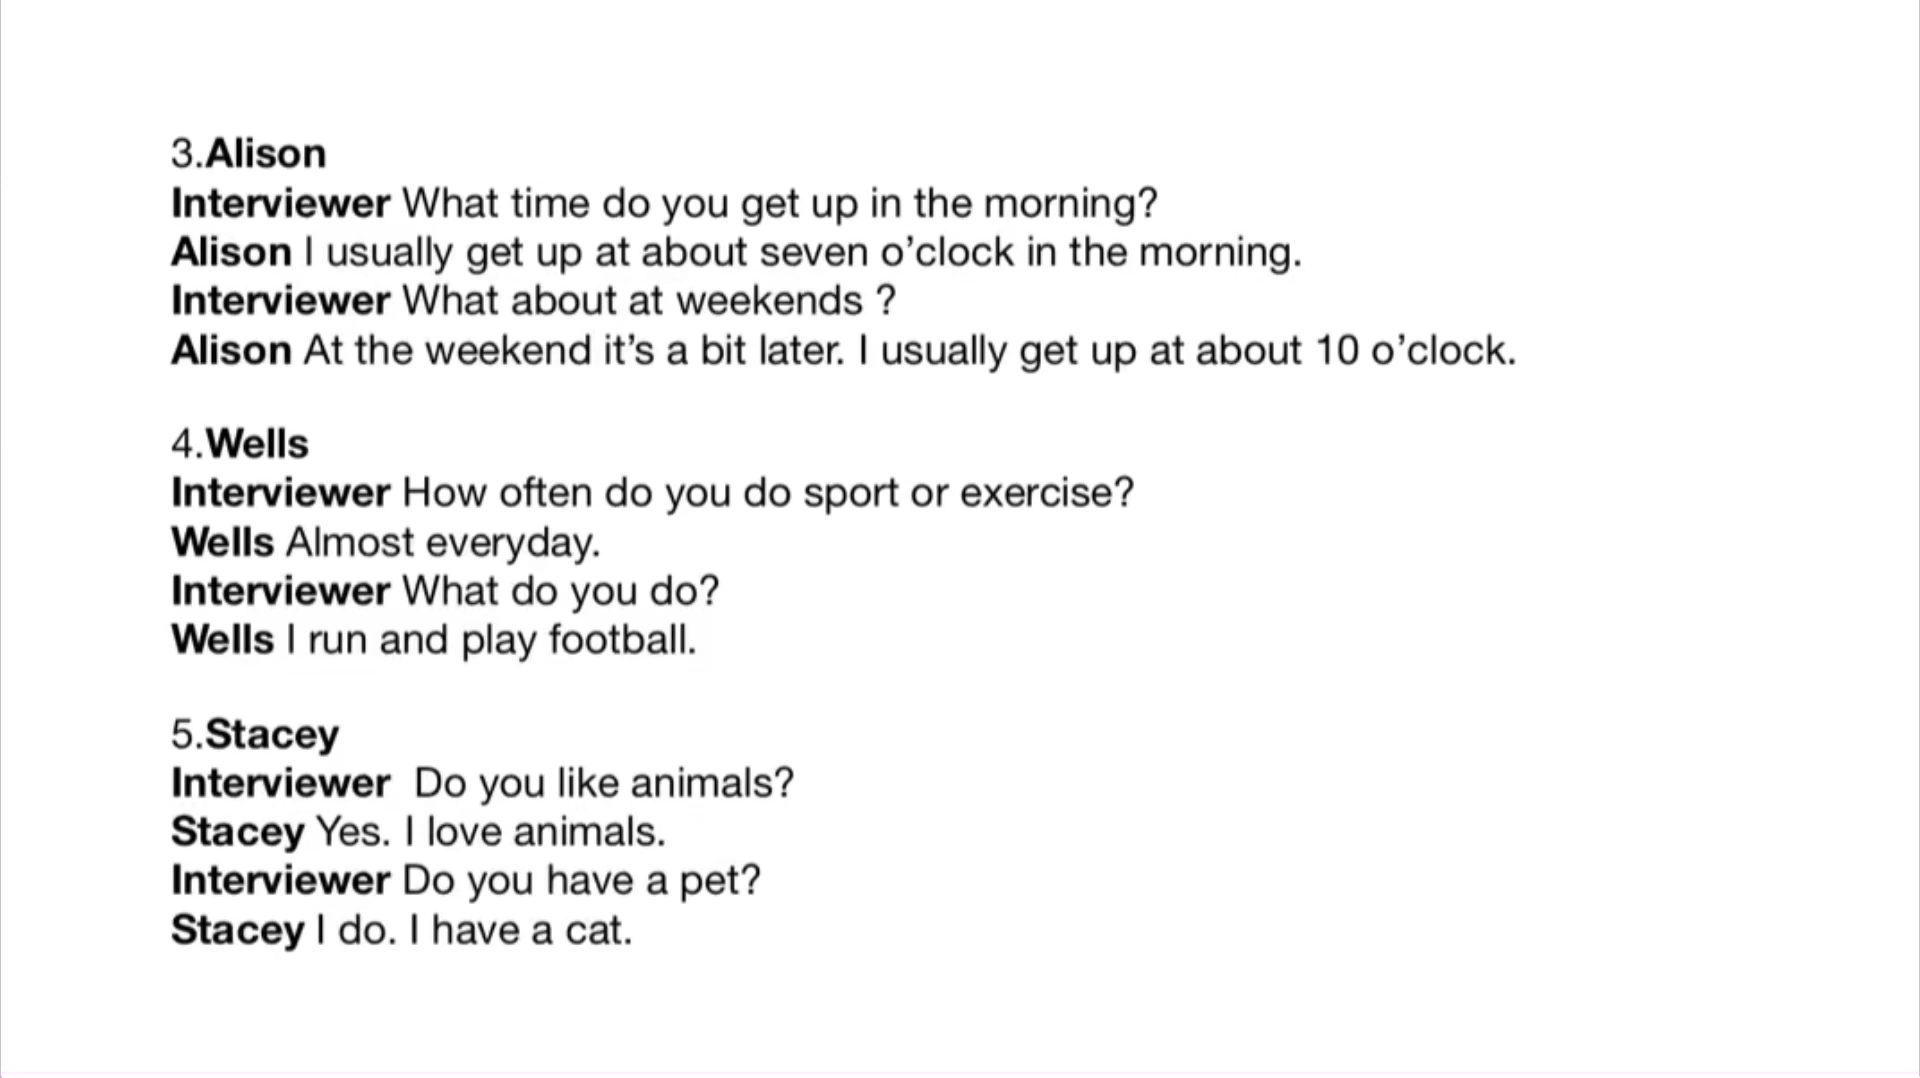 3.Alison
Interviewer What time do you get up in the morning?
Alison I usually get up at about seven o’clock in the morning.
Interviewer What about at weekends ?
Alison At the weekend it’s a bit later. I usually get up at about 10 o’clock.
4.Wells
Interviewer How often do you do sport or exercise?
Wells Almost everyday.
Interviewer What do you do?
Wells I run and play football.
5.Stacey
Interviewer  Do you like animals?
Stacey Yes. I love animals.
Interviewer Do you have a pet?
Stacey I do. I have a cat.